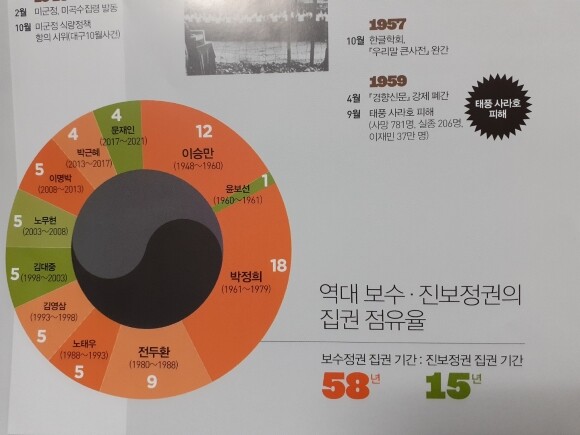 2월 미군정, 미곡수집령 발동
10월 미군정 식량정책
항의 시위(대구10월사건)
1957
10월 한글학회,
『우리말 큰사전』 완간
1959
4월 『경향신문』 강제 폐간
9월 태풍 사라호 피해
(사망 781명, 실종 206명,
이재민 37만 명)
태풍 사라호
피해
12
이승만
(1948~1960)
1
윤보선
(1960~1961)
18
박정희
(1961~1979)
전두환
(1980~1988)
9
노태우
(1988~1993)
5
김영삼
(1993~1998)
5
김대중
(1998~2003)
5
노무현
(2003~2008)
5
이명박
(2008~2013)
5
박근혜
(2013~2017)
4
문재인
(2017~2021)
4
역대 보수·진보정권의
집권 점유율
보수정권 집권 기간 : 진보정권 집권 기간
58년 15년